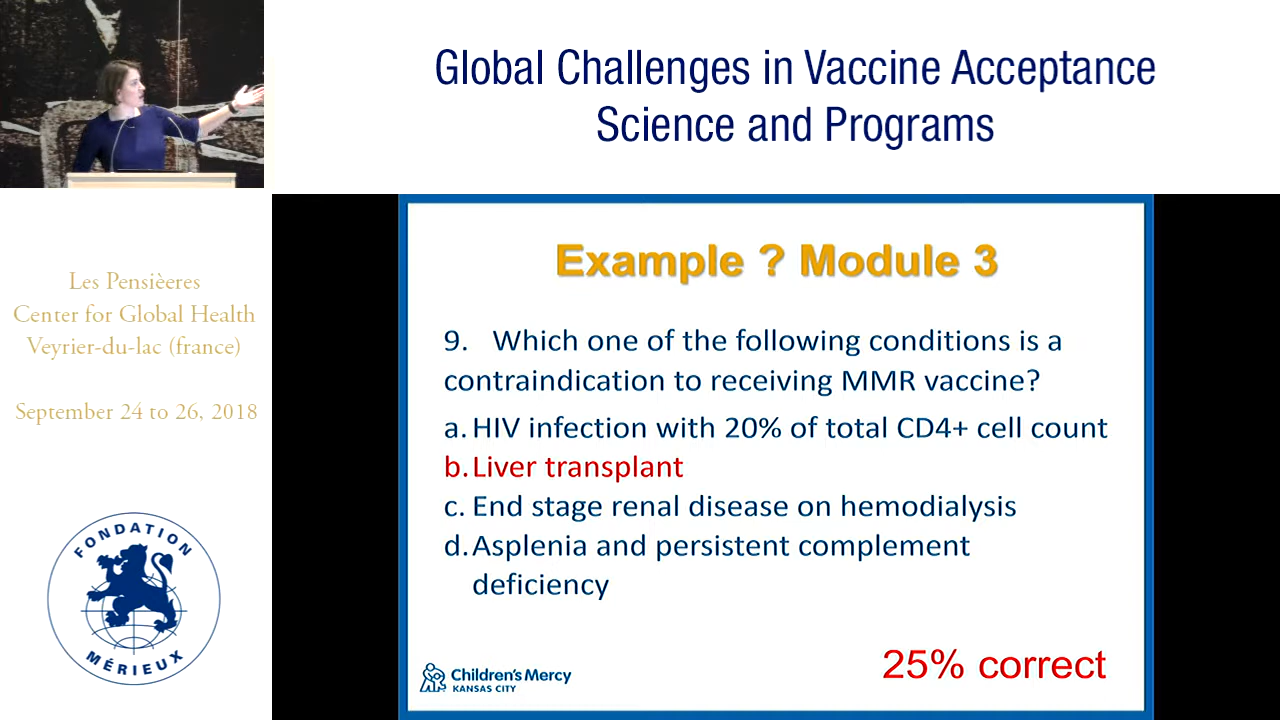 Global Challenges in Vaccine Acceptance
Science and Programs
Les Pensièeres
Center for Global Health
Veyrier-du-lac (france)
September 24 to 26, 2018
FONDATION
MÉRIEUX
Example ? Module 3
9. Which one of the following conditions is a
contraindication to receiving MMR vaccine?
a. HIV infection with 20% of total CD4+ cell count
b. Liver transplant
c. End stage renal disease on hemodialysis
d. Asplenia and persistent complement
deficiency
25% correct
Children's Mercy
KANSAS CITY